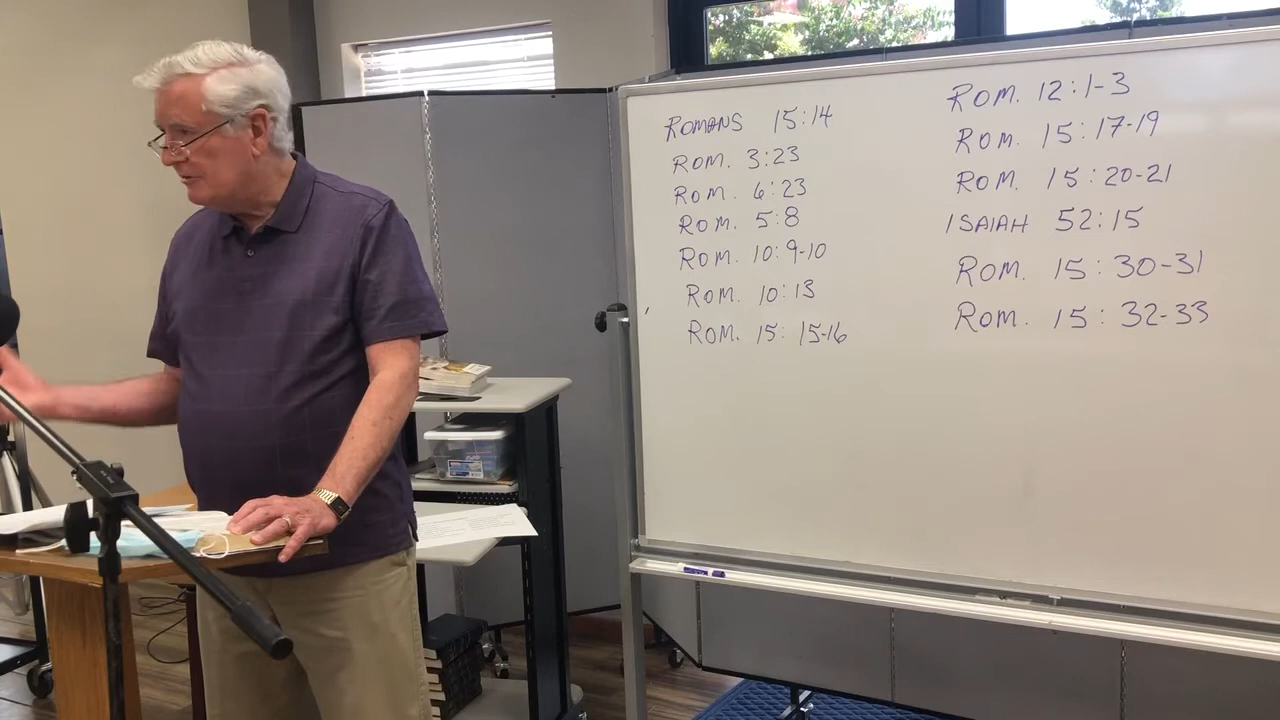 ROMANS 15:14
ROM. 3:23
ROM. 6:23
ROM. 5:8
ROM. 10:9-10
ROM. 10:13
ROM. 15:15-16
ROM. 12:1-3
ROM. 15:17-19
ROM. 15:20-21
ISAIAH 52:15
ROM. 15:30-31
ROM. 15:32-33